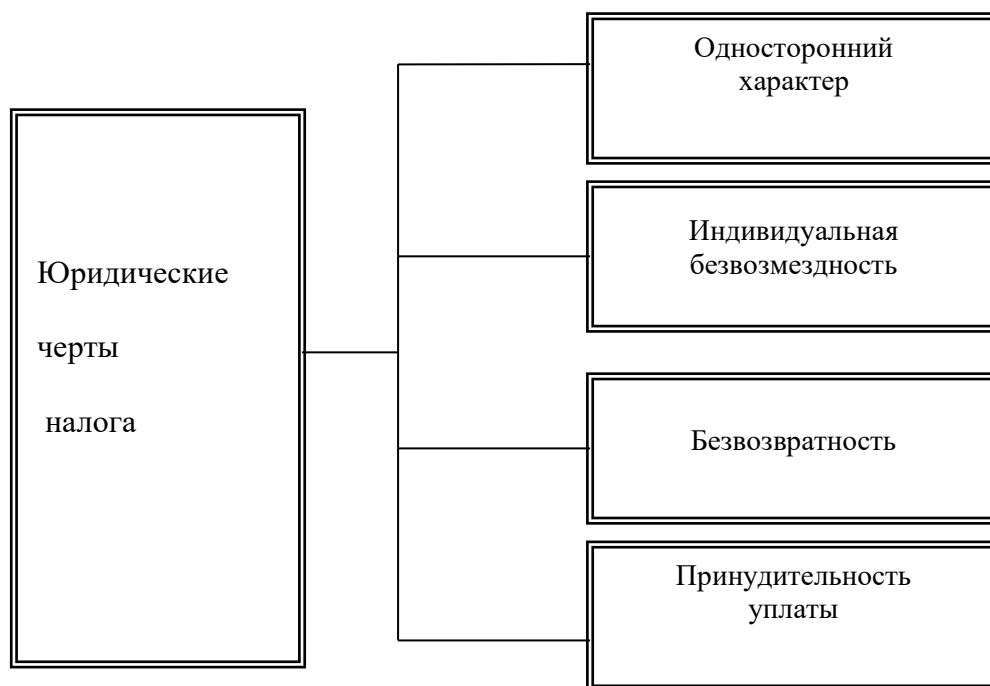 Юридические
черты
налога
Односторонний
характер
Индивидуальная
безвозмездность
Безвозвратность
Принудительность
уплаты